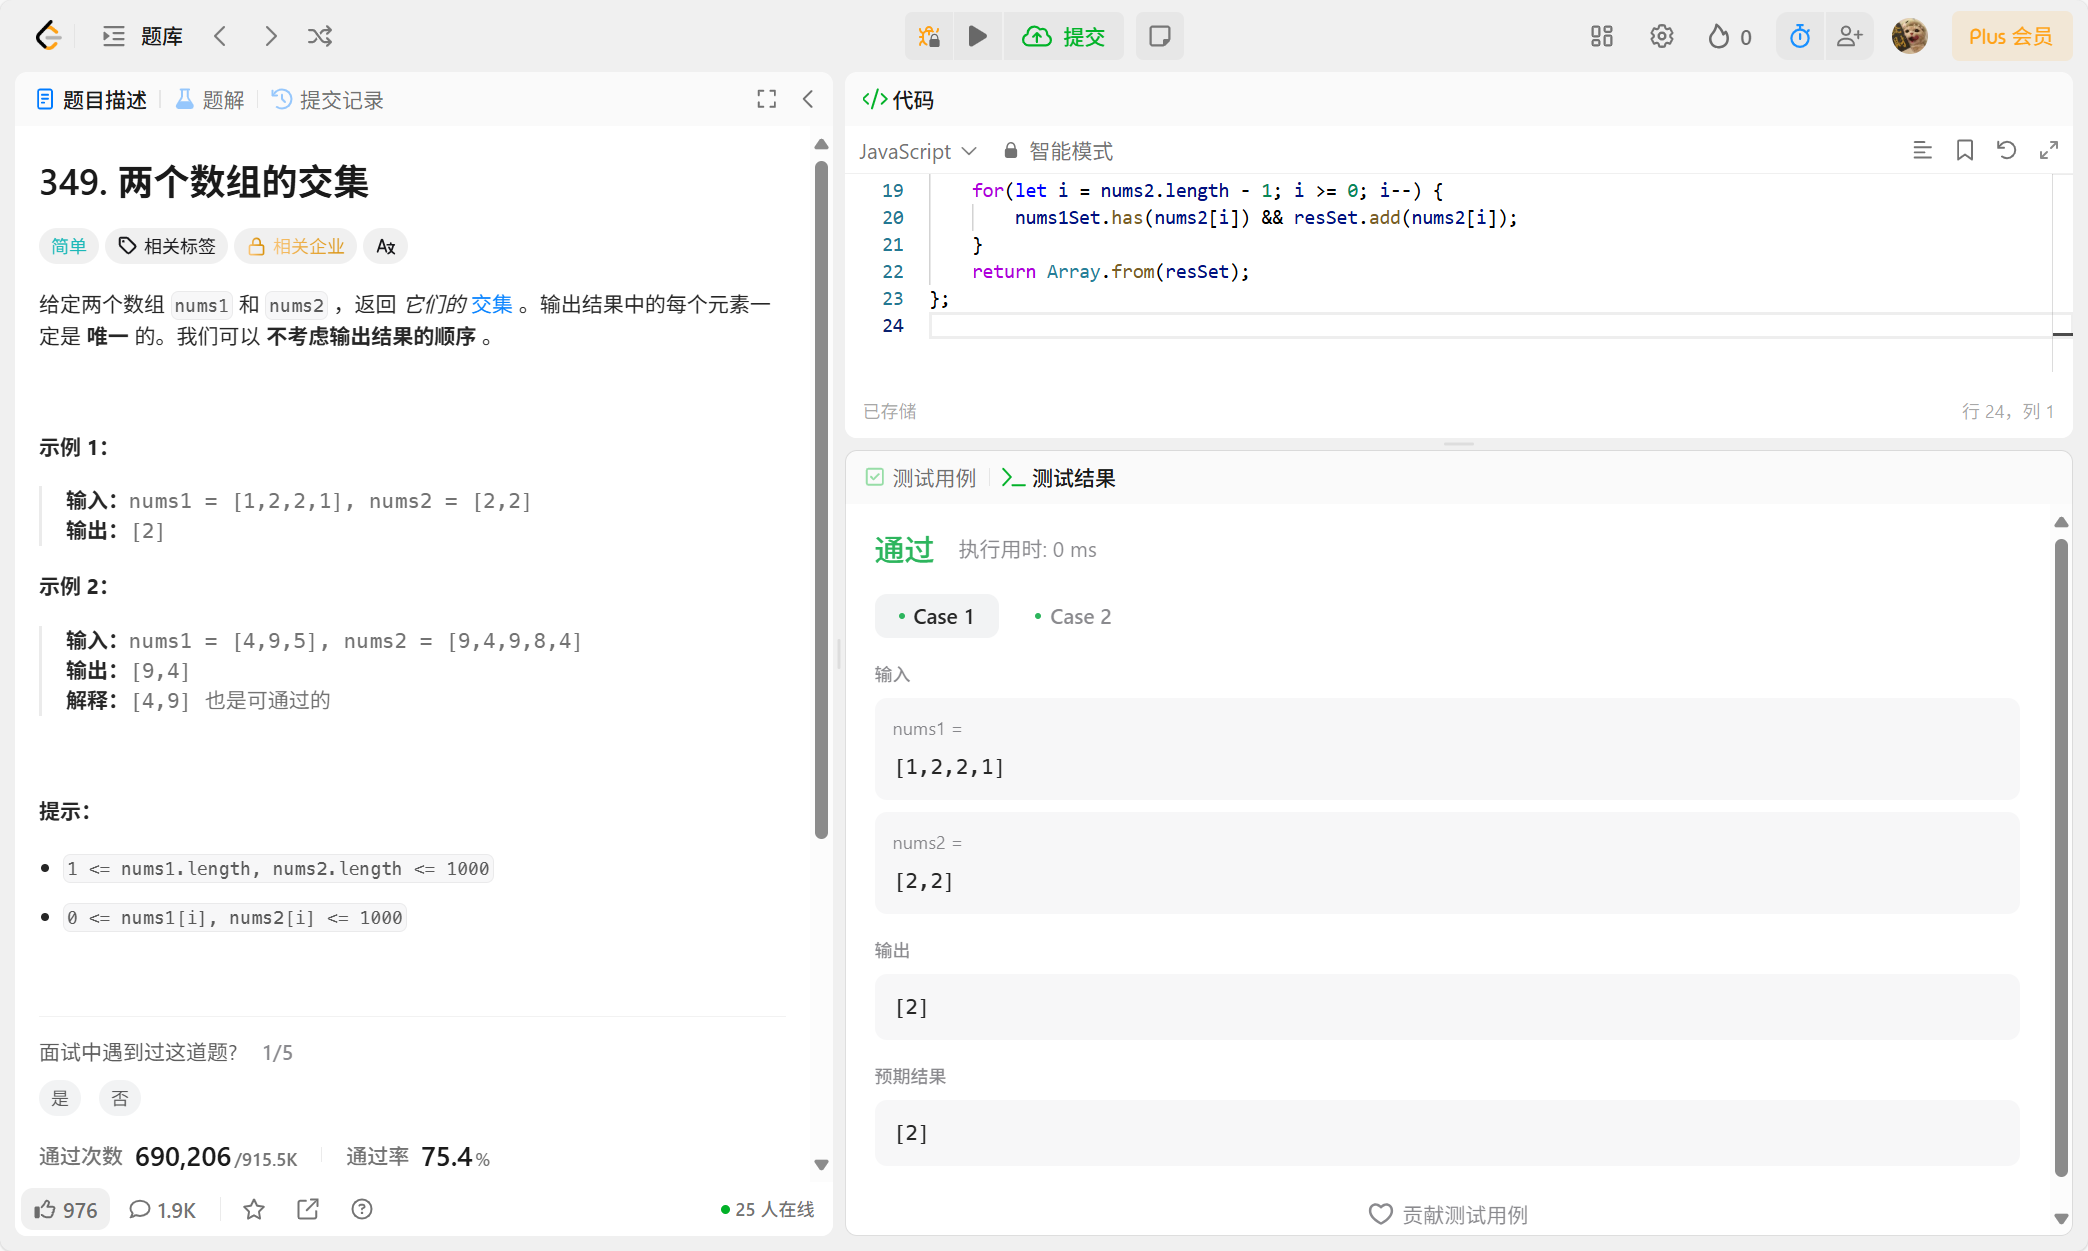 题库
提交
0
Plus 会员
题目描述
题解
提交记录
349. 两个数组的交集
简单
相关标签
相关企业
给定两个数组 nums1 和 nums2 ，返回 它们的 交集 。输出结果中的每个元素一
定是 唯一 的。我们可以 不考虑输出结果的顺序 。
示例 1：
输入：nums1 = [1,2,2,1], nums2 = [2,2]
输出：[2]
示例 2：
输入：nums1 = [4,9,5], nums2 = [9,4,9,8,4]
输出：[9,4]
解释：[4,9] 也是可通过的
提示：
1 <= nums1.length, nums2.length <= 1000
0 <= nums1[i], nums2[i] <= 1000
面试中遇到过这道题? 1/5
是
否
通过次数 690,206/915.5K
通过率 75.4%
976
1.9K
25 人在线
代码
JavaScript
智能模式
19 for(let i = nums2.length - 1; i >= 0; i--) {
20 nums1Set.has(nums2[i]) && resSet.add(nums2[i]);
21 }
22 return Array.from(resSet);
23 };
24
已存储
行 24，列 1
测试用例
测试结果
通过
执行用时: 0 ms
Case 1
Case 2
输入
nums1 =
[1,2,2,1]
nums2 =
[2,2]
输出
[2]
预期结果
[2]
贡献测试用例